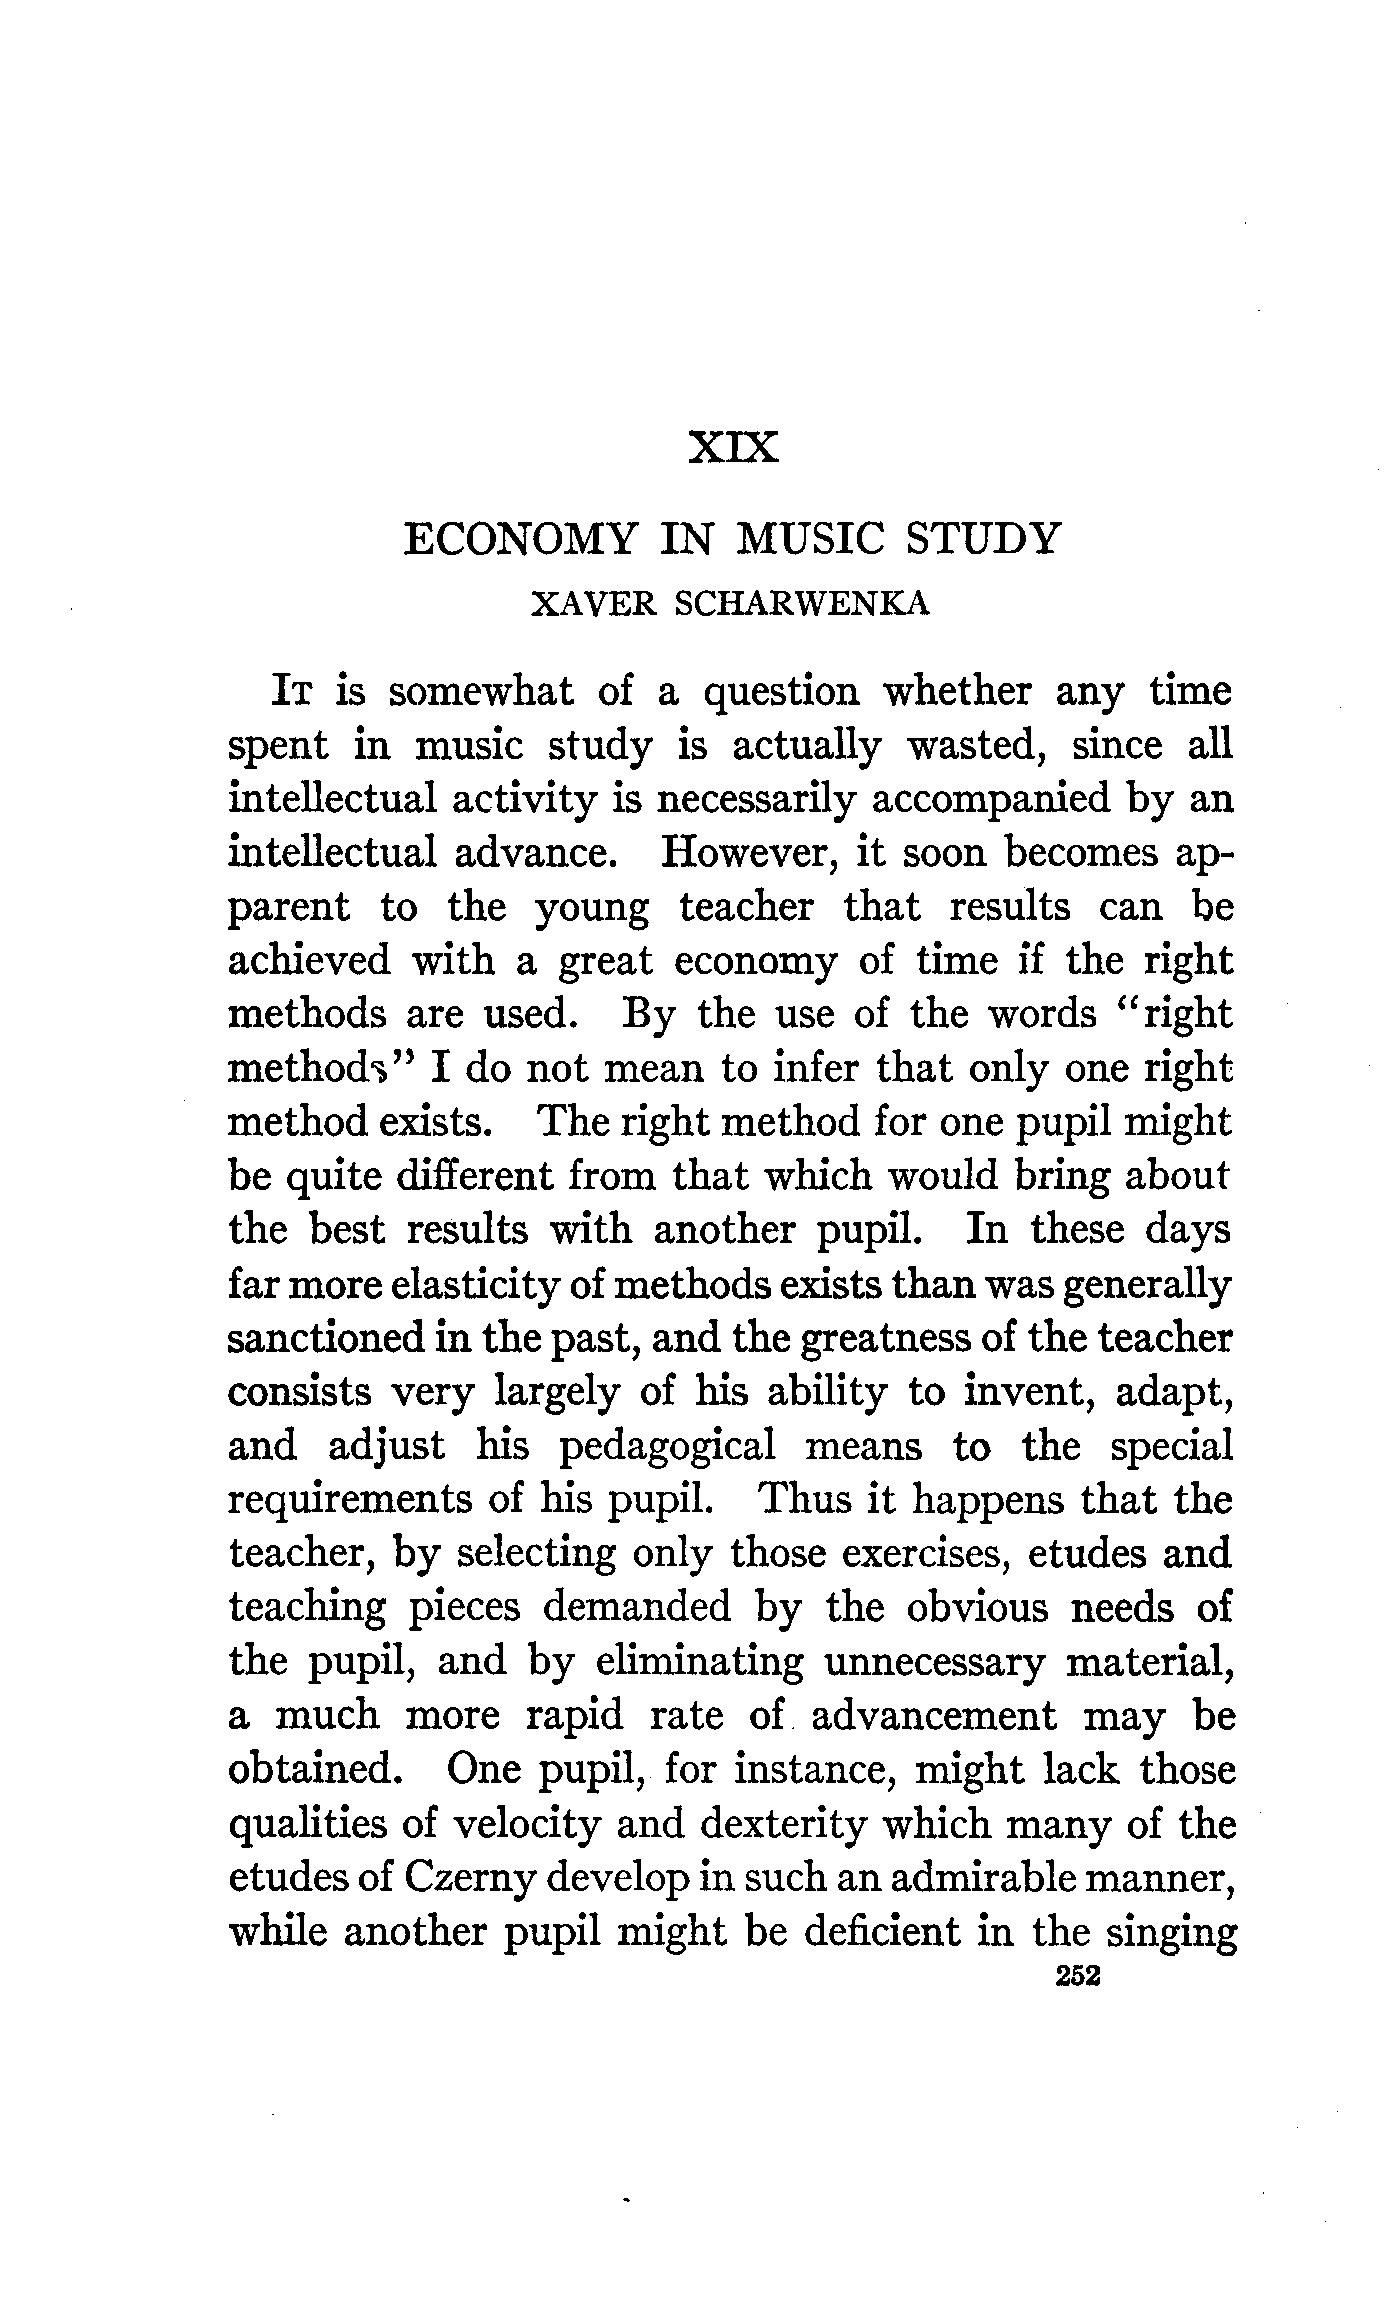 XIX
ECONOMY IN MUSIC STUDY
XAVER SCHARWENKA
IT is somewhat of a question whether any time
spent in music study is actually wasted, since all
intellectual activity is necessarily accompanied by an
intellectual advance. However, it soon becomes ap-
parent to the young teacher that results can be
achieved with a great economy of time if the right
methods are used. By the use of the words "right
methods" I do not mean to infer that only one right
method exists. The right method for one pupil might
be quite different from that which would bring about
the best results with another pupil. In these days
far more elasticity of methods exists than was generally
sanctioned in the past, and the greatness of the teacher
consists very largely of his ability to invent, adapt,
and adjust his pedagogical means to the special
requirements of his pupil. Thus it happens that the
teacher, by selecting only those exercises, etudes and
teaching pieces demanded by the obvious needs of
the pupil, and by eliminating unnecessary material,
a much more rapid rate of advancement may be
obtained. One pupil, for instance, might lack those
qualities of velocity and dexterity which many of the
etudes of Czerny develop in such an admirable manner,
while another pupil might be deficient in the singing
252